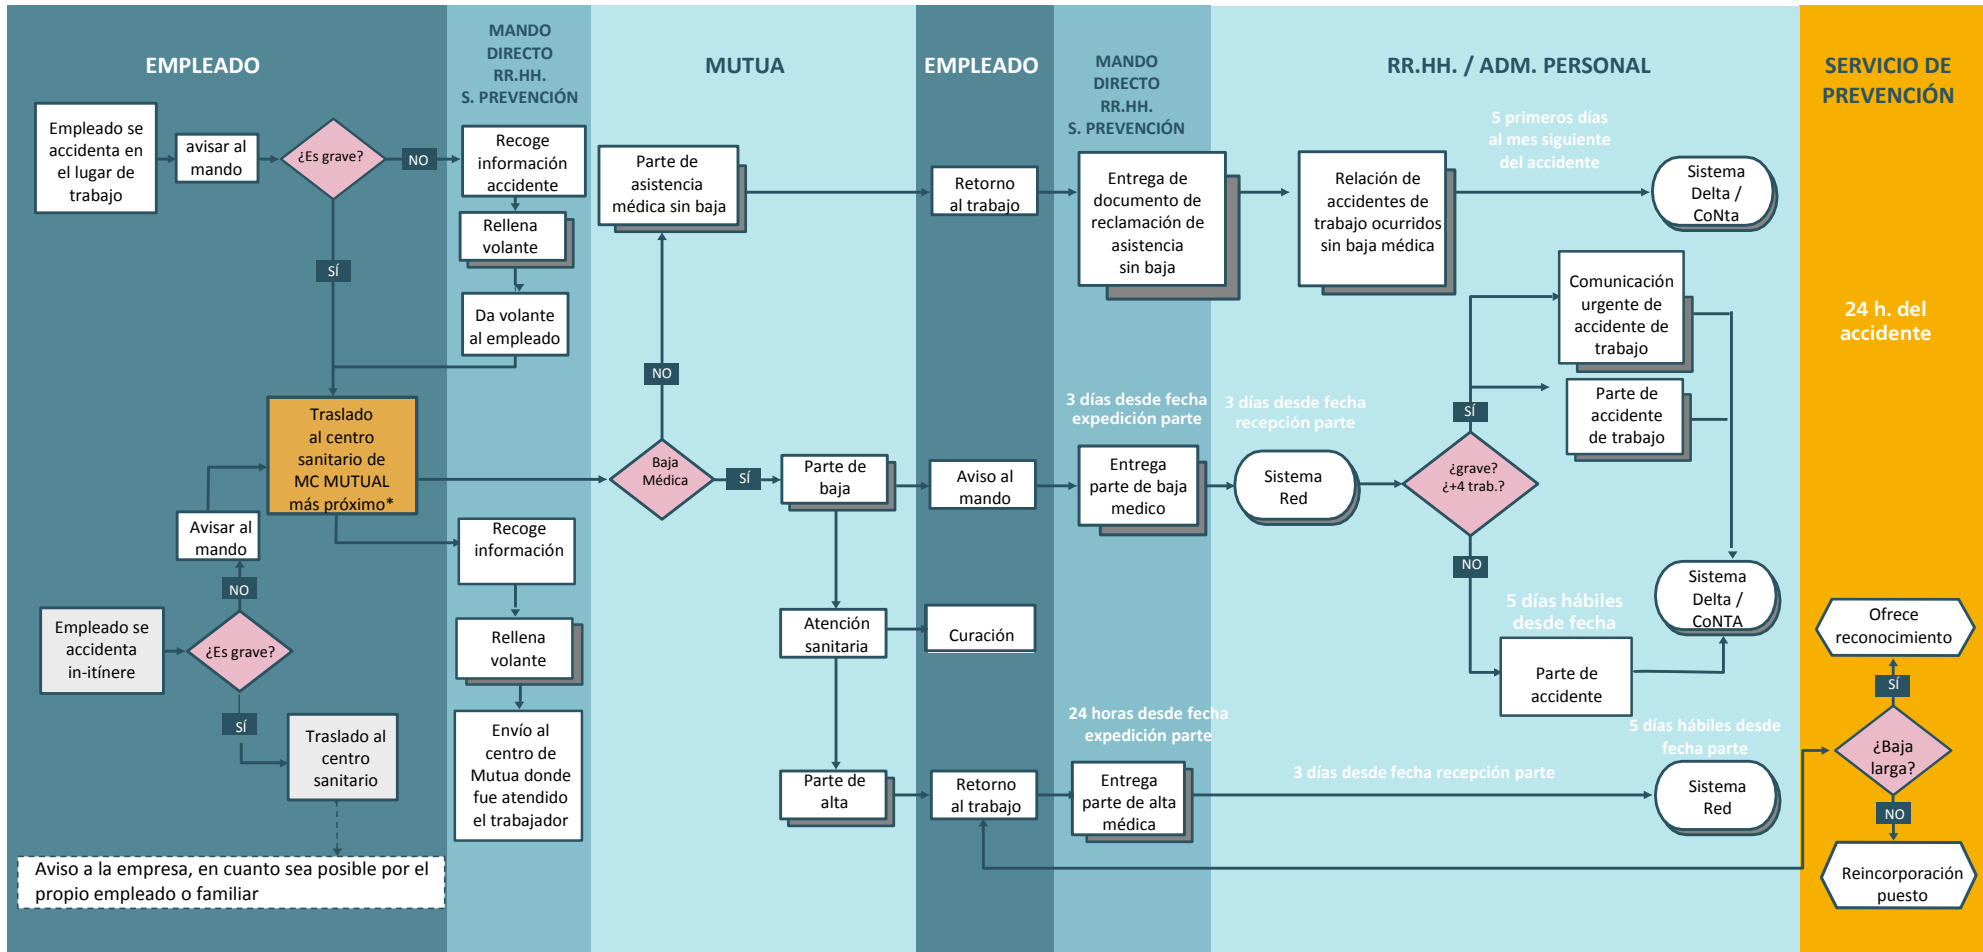 EMPLEADO
MANDO
DIRECTO
RR.HH.
S. PREVENCIÓN
MUTUA
EMPLEADO
MANDO
DIRECTO
RR.HH.
S. PREVENCIÓN
RR.HH. / ADM. PERSONAL
SERVICIO DE
PREVENCIÓN
Empleado se
accidenta en
el lugar de
trabajo
avisar al
mando
¿Es grave?
NO
SÍ
Recoge
información
accidente
Rellena
volante
Da volante
al empleado
Parte de
asistencia
médica sin baja
Retorno
al trabajo
Entrega de
documento de
reclamación de
asistencia
sin baja
Relación de
accidentes de
trabajo ocurridos
sin baja médica
5 primeros días
al mes siguiente
del accidente
Sistema
Delta /
CoNta
Comunicación
urgente de
accidente de
trabajo
24 h. del
accidente
Parte de
accidente
de trabajo
NO
Traslado
al centro
sanitario de
MC MUTUAL
más próximo*
Baja
Médica
SÍ
Parte de
baja
Aviso al
mando
3 días desde fecha
expedición parte
Entrega
parte de baja
medico
3 días desde fecha
recepción parte
Sistema
Red
SÍ
¿grave?
¿+4 trab.?
NO
Avisar al
mando
NO
Recoge
información
Empleado se
accidenta
in-itínere
¿Es grave?
SÍ
Rellena
volante
Atención
sanitaria
Curación
5 días hábiles
desde fecha
Parte de
accidente
Sistema
Delta /
CoNTA
Ofrece
reconocimiento
SÍ
Traslado al
centro
sanitario
Envío al
centro de
Mutua donde
fue atendido
el trabajador
Parte de
alta
Retorno
al trabajo
24 horas desde fecha
expedición parte
Entrega
parte de alta
médica
3 días desde fecha recepción parte
5 días hábiles desde
fecha parte
Sistema
Red
¿Baja
larga?
NO
Reincorporación
puesto
Aviso a la empresa, en cuanto sea posible por el
propio empleado o familiar